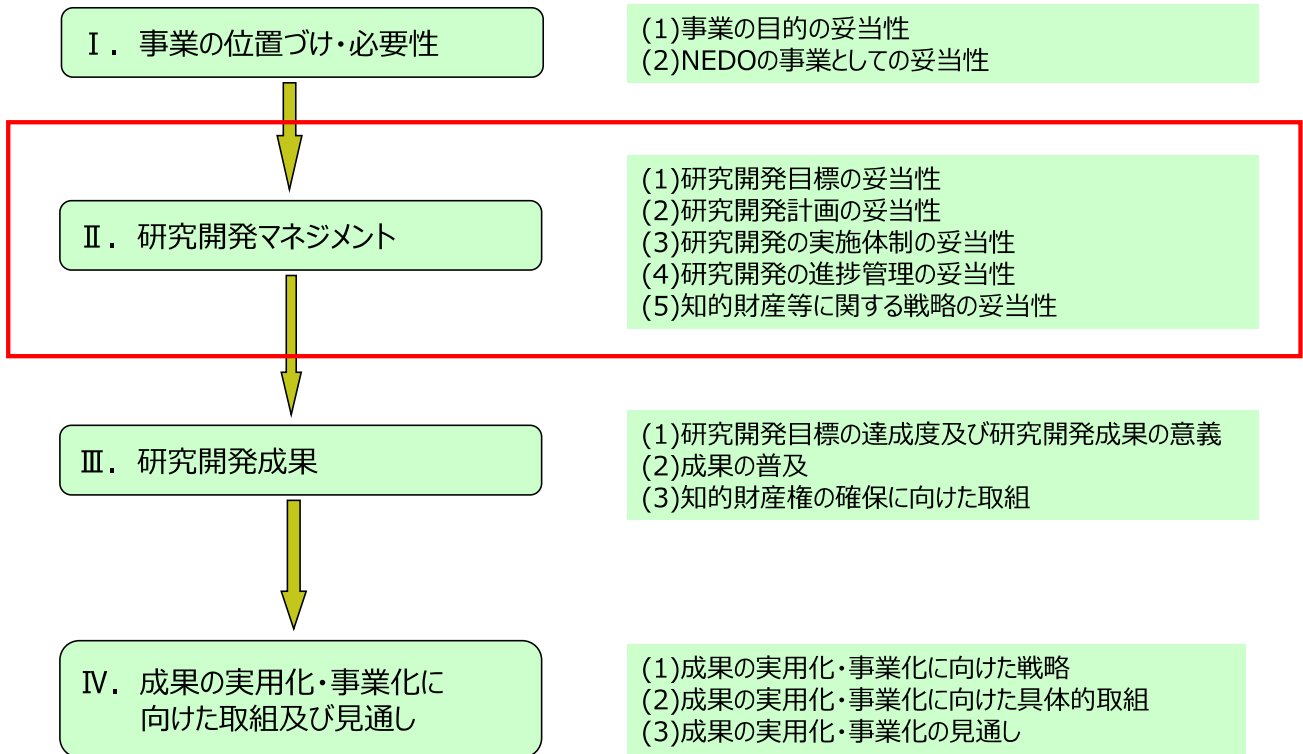 Ⅰ．事業の位置づけ・必要性
(1)事業の目的の妥当性
(2)NEDOの事業としての妥当性
Ⅱ．研究開発マネジメント
(1)研究開発目標の妥当性
(2)研究開発計画の妥当性
(3)研究開発の実施体制の妥当性
(4)研究開発の進捗管理の妥当性
(5)知的財産等に関する戦略の妥当性
Ⅲ．研究開発成果
(1)研究開発目標の達成度及び研究開発成果の意義
(2)成果の普及
(3)知的財産権の確保に向けた取組
Ⅳ．成果の実用化・事業化に
向けた取組及び見通し
(1)成果の実用化・事業化に向けた戦略
(2)成果の実用化・事業化に向けた具体的取組
(3)成果の実用化・事業化の見通し